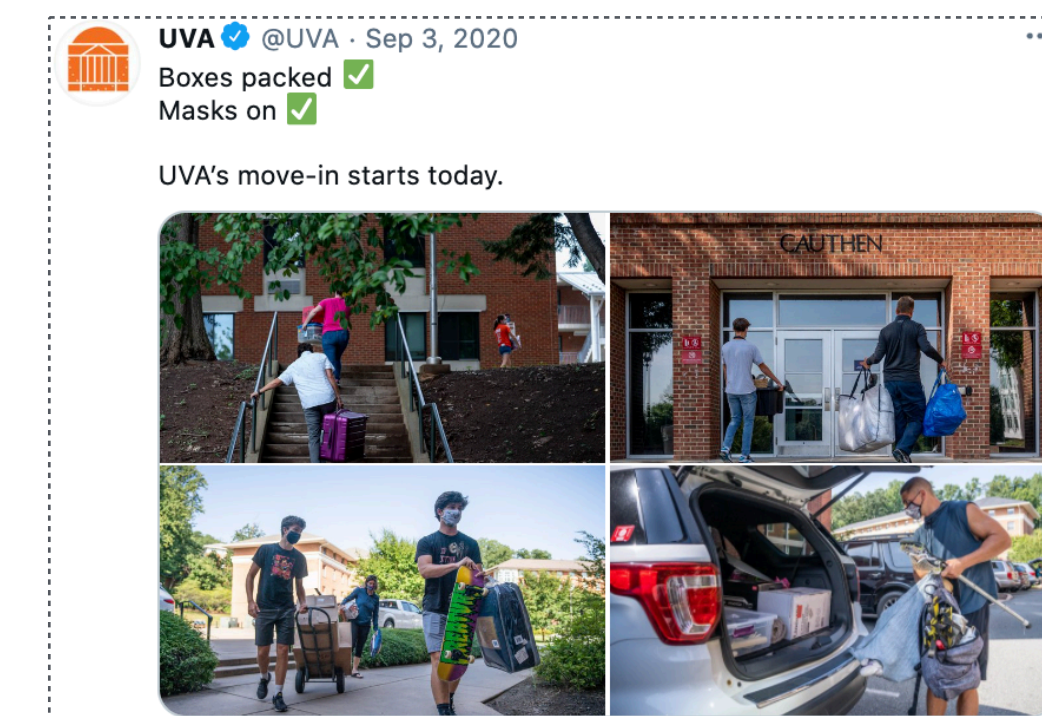 UVA @UVA · Sep 3, 2020
Boxes packed ✅
Masks on ✅
UVA’s move-in starts today.
CAUTHEN